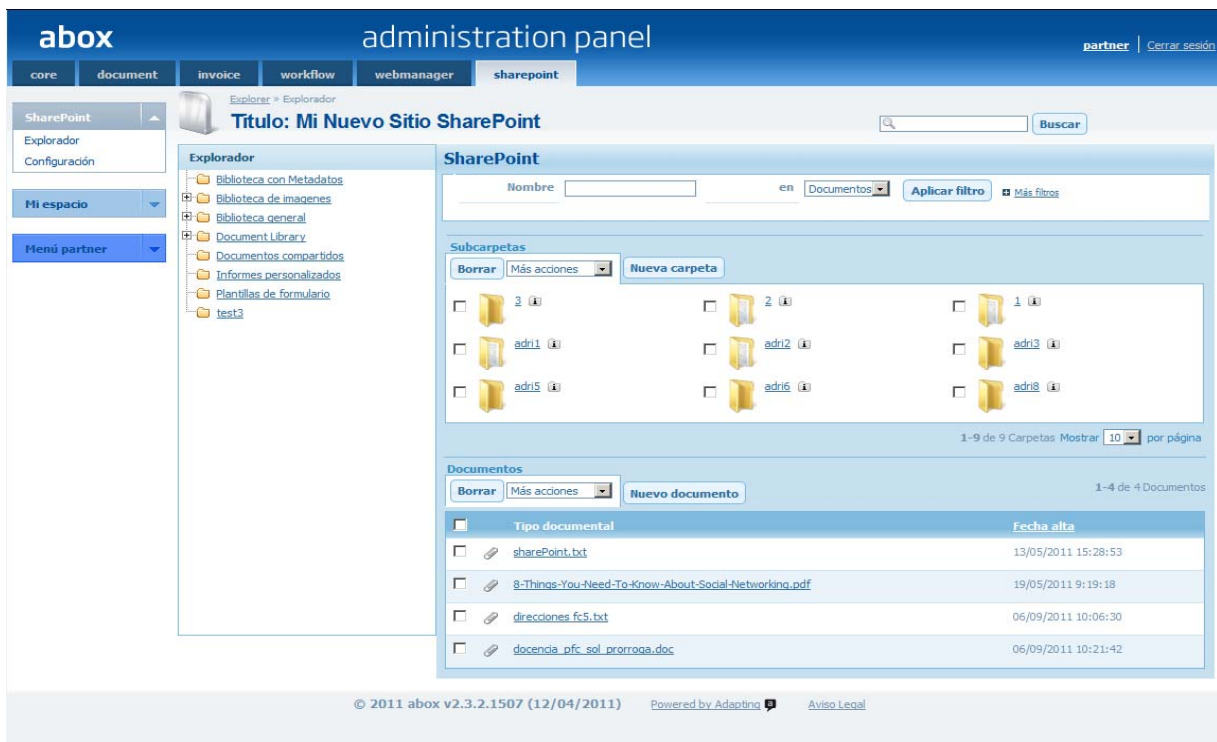 abox administration panel
partner Cerrar sesión
core document invoice workflow webmanager sharepoint
Explorer » Explorador
Titulo: Mi Nuevo Sitio SharePoint
Buscar
SharePoint
Explorador
Configuración
Mi espacio
Menú partner
Explorador
Biblioteca con Metadatos
Biblioteca de imagenes
Biblioteca general
Document Library
Documentos compartidos
Informes personalizados
Plantillas de formulario
test3
SharePoint
Nombre en Documentos Aplicar filtro Más filtros
Subcarpetas
Borrar Más acciones Nueva carpeta
3 2 1
adri1 adri2 adri3
adri5 adri6 adri8
1-9 de 9 Carpetas Mostrar 10 por página
Documentos
Borrar Más acciones Nuevo documento 1-4 de 4 Documentos
Tipo documental Fecha alta
sharePoint.txt 13/05/2011 15:28:53
8-Things-You-Need-To-Know-About-Social-Networking.pdf 19/05/2011 9:19:18
direcciones fc5.txt 06/09/2011 10:06:30
docencia_pfc_sol_prorroga.doc 06/09/2011 10:21:42
© 2011 abox v2.3.2.1507 (12/04/2011) Powered by Adapting Aviso Legal